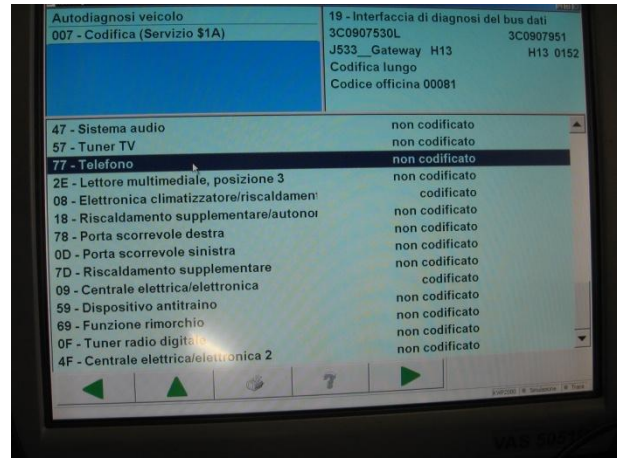 Autodiagnosi veicolo
007 - Codifica (Servizio $1A)
19 - Interfaccia di diagnosi del bus dati
3C0907530L 3C0907951
J533__Gateway H13 H13 0152
Codifica lungo
Codice officina 00081
47 - Sistema audio non codificato
57 - Tuner TV non codificato
77 - Telefono non codificato
2E - Lettore multimediale, posizione 3 non codificato
08 - Elettronica climatizzatore/riscaldament codificato
18 - Riscaldamento supplementare/autonor non codificato
78 - Porta scorrevole destra non codificato
0D - Porta scorrevole sinistra non codificato
7D - Riscaldamento supplementare non codificato
09 - Centrale elettrica/elettronica codificato
59 - Dispositivo antitraino non codificato
69 - Funzione rimorchio non codificato
0F - Tuner radio digitale non codificato
4F - Centrale elettrica/elettronica 2 non codificato
?
VAS 505